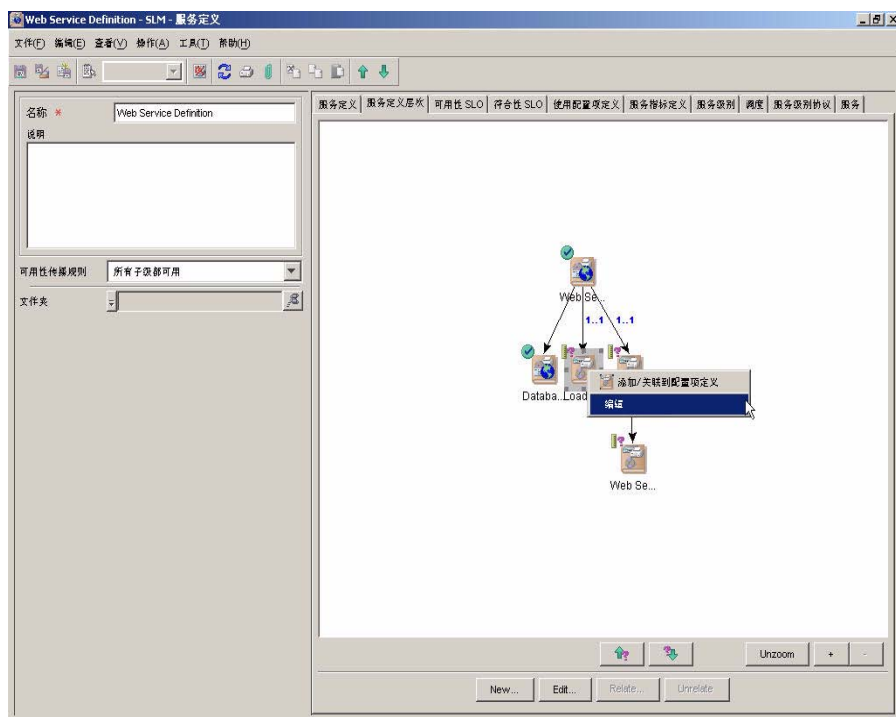 Web Service Definition - SLM - 服务定义
文件(F) 编辑(E) 查看(V) 操作(A) 工具(T) 帮助(H)
名称 *
Web Service Definition
说明
可用性传播规则
所有子级都可用
文件夹
服务定义 服务定义层次 可用性 SLO 符合性 SLO 使用配置项定义 服务指标定义 服务级别 调度 服务级别协议 服务
Web Se...
1..1 1..1
Databa... Load
添加/关联到配置项定义
编辑
Web Se...
Unzoom + -
New... Edit... Relate... Unrelate